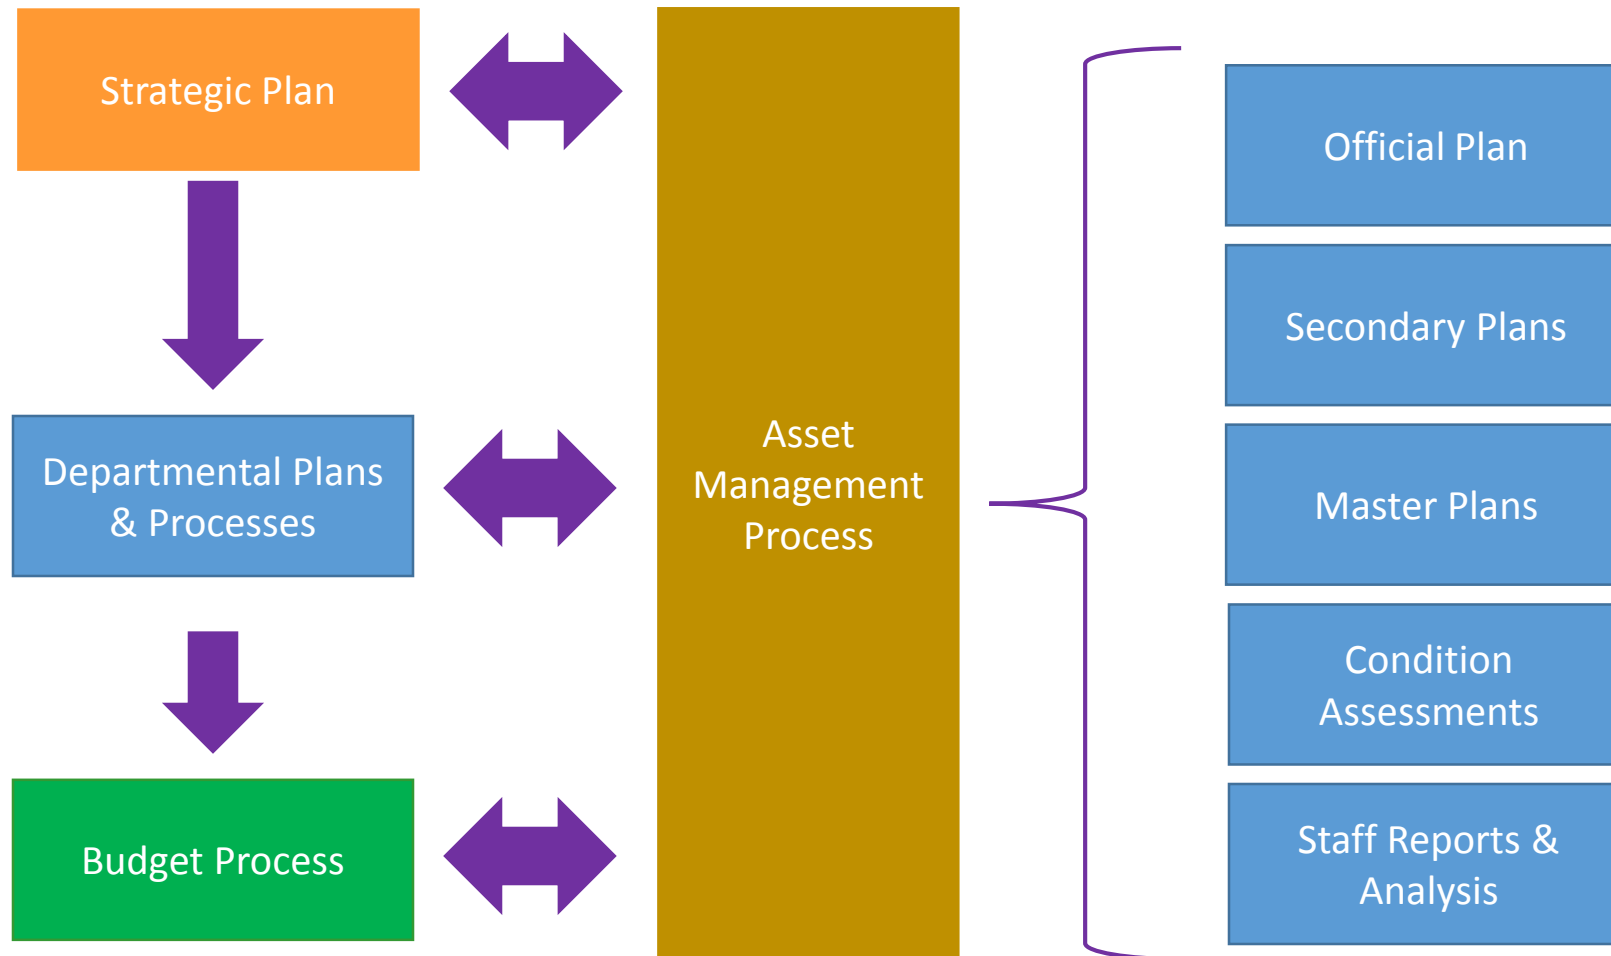 Strategic Plan
Departmental Plans
& Processes
Budget Process
Asset
Management
Process
Official Plan
Secondary Plans
Master Plans
Condition
Assessments
Staff Reports &
Analysis